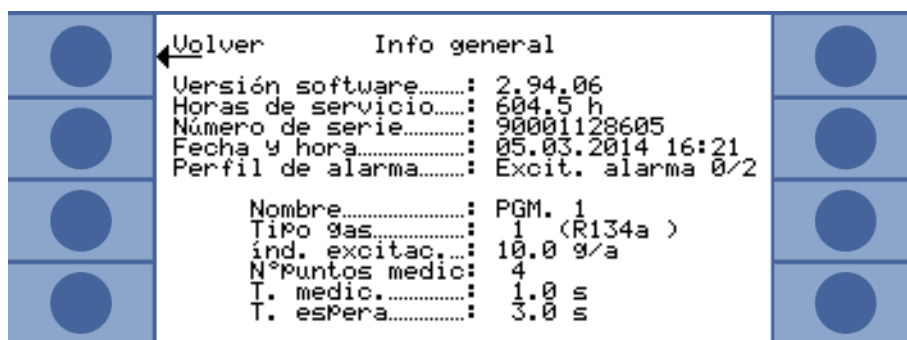 Volver Info general
Versión software........: 2.94.06
Horas de servicio.....: 604.5 h
Número de serie.........: 90001128605
Fecha y hora...............: 05.03.2014 16:21
Perfil de alarma.......: Excit. alarma 0/2
Nombre.....................: PGM. 1
Tipo gas..................: 1 (R134a )
índ. excitac....: 10.0 g/a
N°puntos medic: 4
T. medic...............: 1.0 s
T. espera..............: 3.0 s